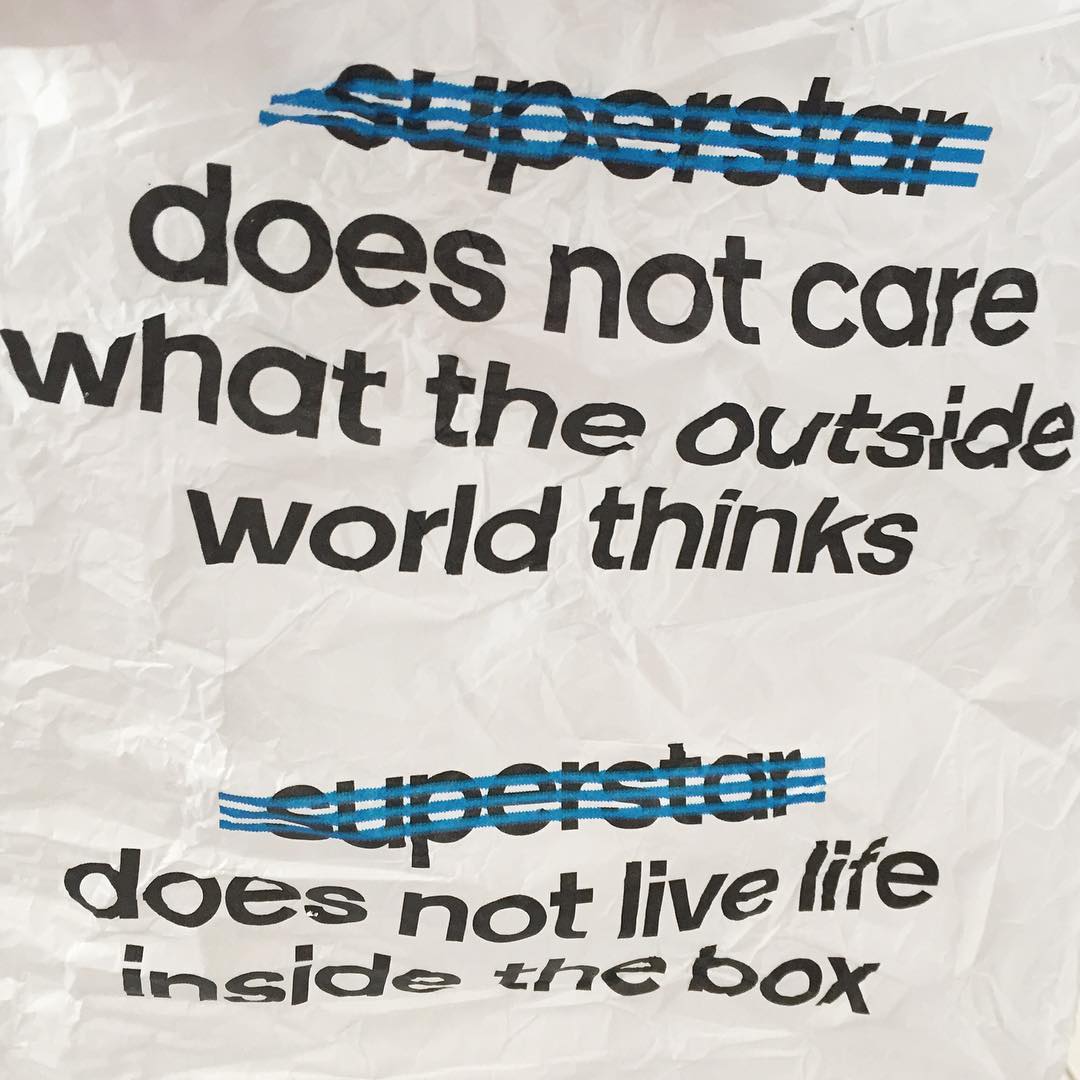 superstar
does not care
what the outside
world thinks
superstar
does not live life
inside the box